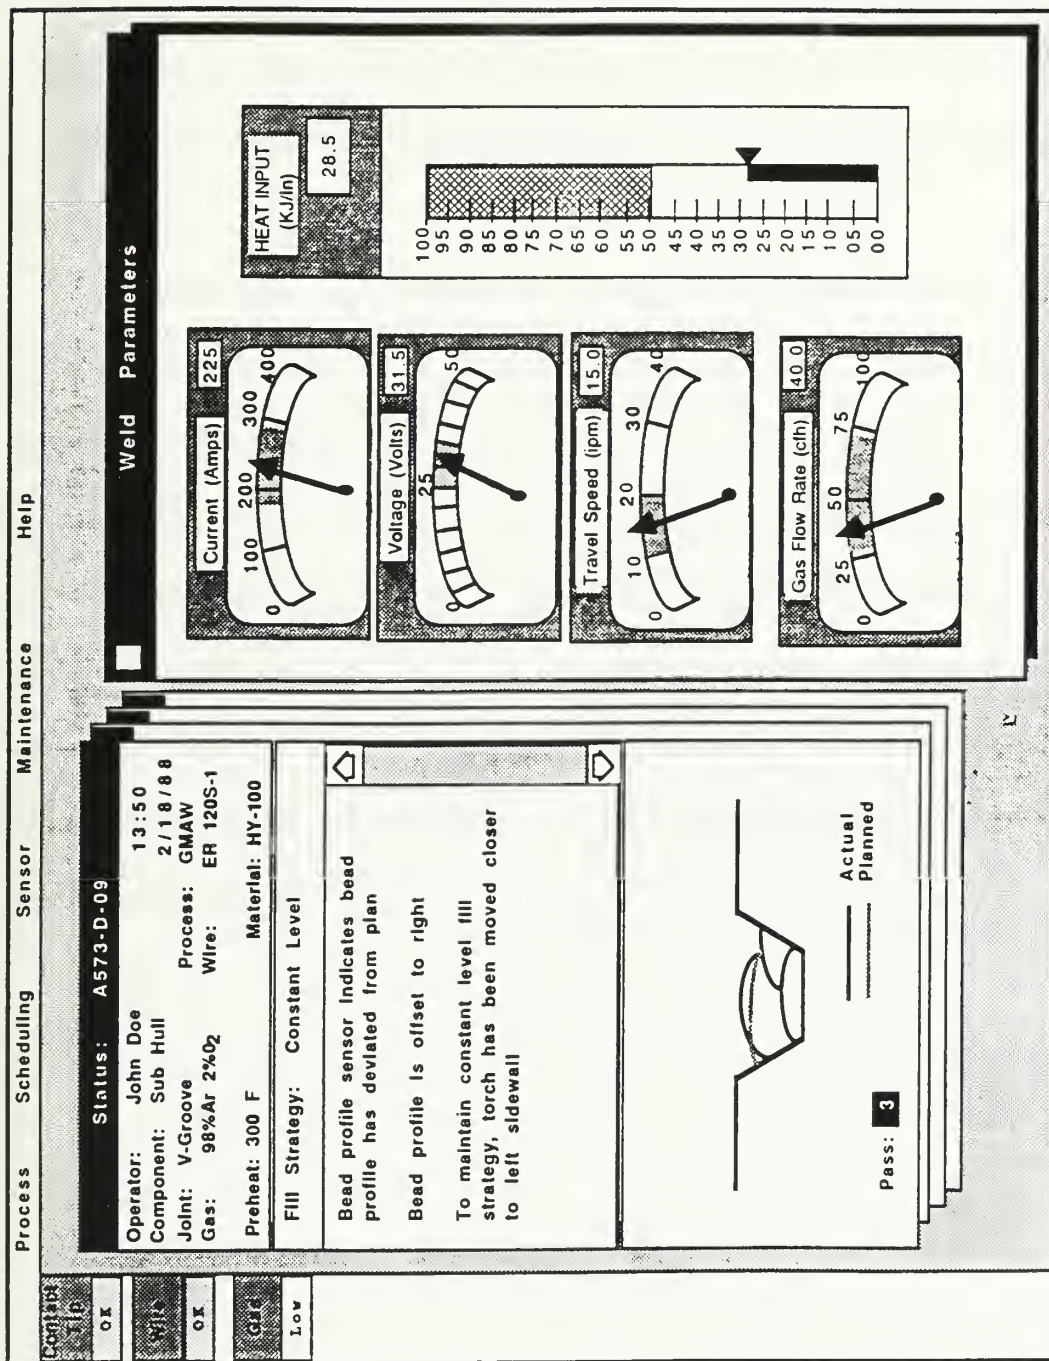 Process Scheduling Sensor Maintenance Help
Contact
Tip
OK
Wire
OK
Gas
Low
Status: A573-D-09
Operator: John Doe 13:50
Component: Sub Hull 2/18/88
Joint: V-Groove Process: GMAW
Gas: 98%Ar 2%O2 Wire: ER 120S-1
Preheat: 300 F Material: HY-100
Fill Strategy: Constant Level
Bead profile sensor indicates bead
profile has deviated from plan
Bead profile is offset to right
To maintain constant level fill
strategy, torch has been moved closer
to left sidewall
Actual
Planned
Pass: 3
Weld Parameters
Current (Amps) 225
0 100 200 300 400
Voltage (Volts) 31.5
0 25 50
Travel Speed (ipm) 15.0
0 10 20 30 40
Gas Flow Rate (cfh) 40.0
0 25 50 75 100
HEAT INPUT
(KJ/in)
28.5
100
95
90
85
80
75
70
65
60
55
50
45
40
35
30
25
20
15
10
05
00